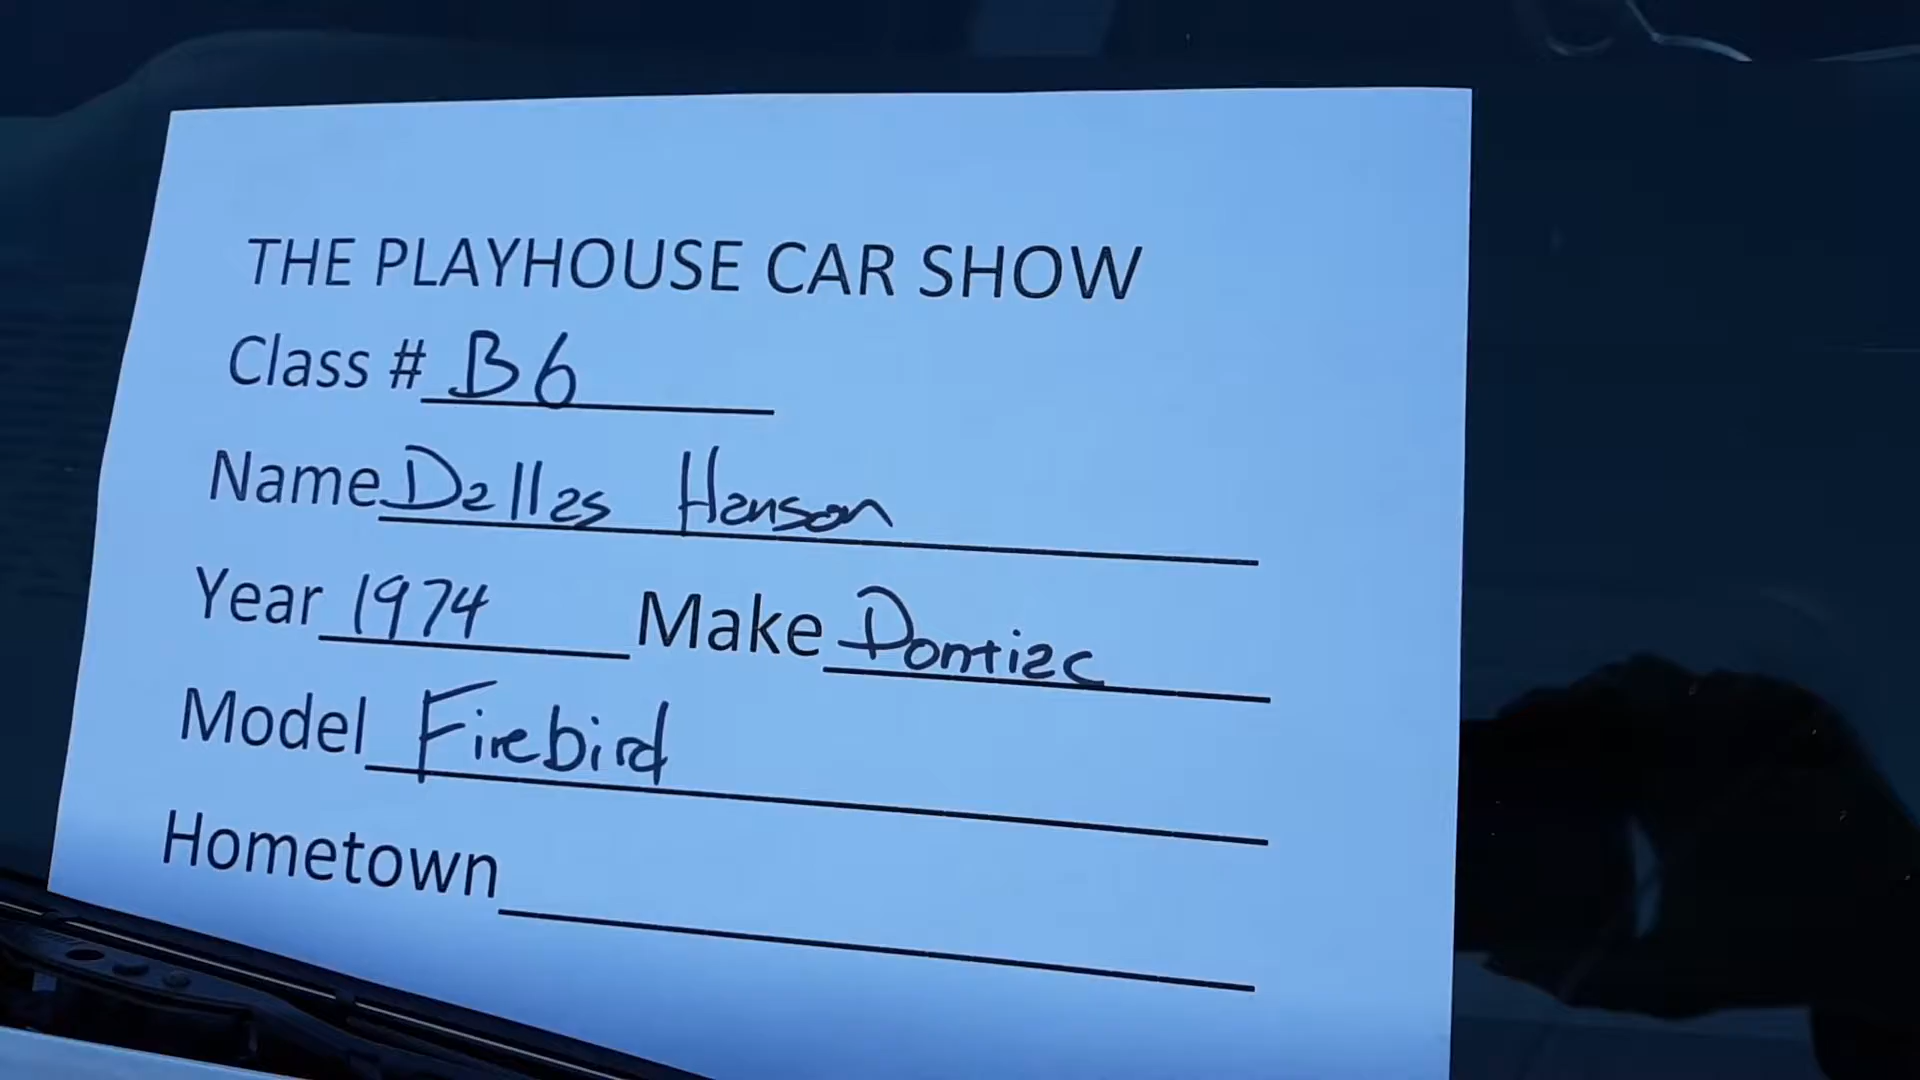 THE PLAYHOUSE CAR SHOW
Class # B6
Name Dallas Hanson
Year 1974 Make Pontiac
Model Firebird
Hometown